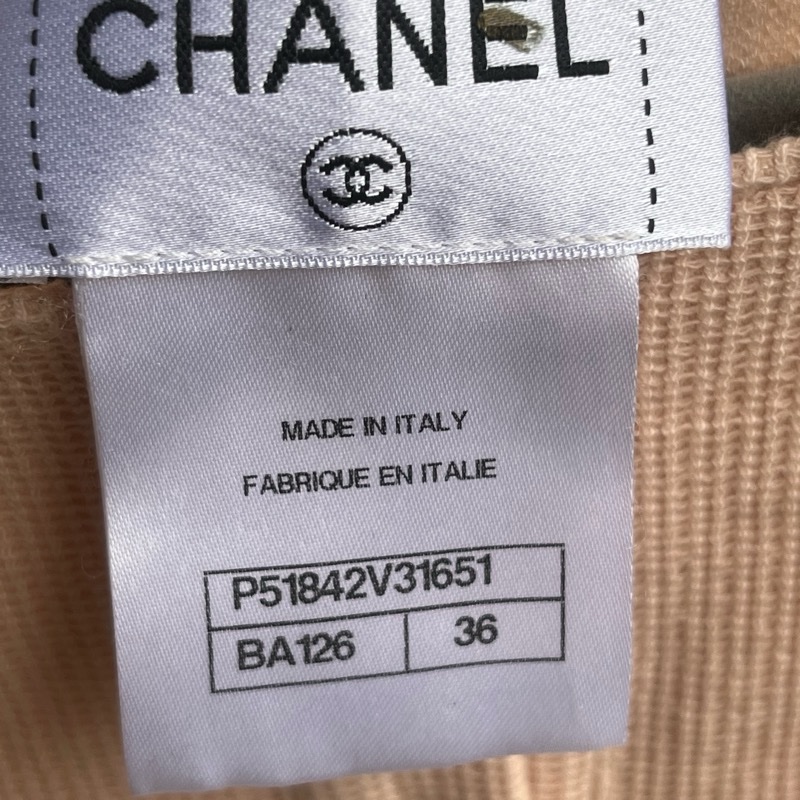 CHANEL
MADE IN ITALY
FABRIQUE EN ITALIE
P51842V31651
BA126 36